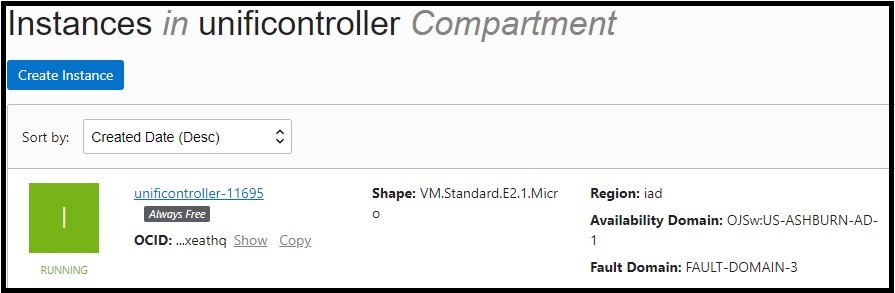 Instances in unificontroller Compartment
Create Instance
Sort by: Created Date (Desc)
I
unificontroller-11695
Always Free
OCID: ...xeathq Show Copy
RUNNING
Shape: VM.Standard.E2.1.Micr
o
Region: iad
Availability Domain: OJSw:US-ASHBURN-AD-
1
Fault Domain: FAULT-DOMAIN-3